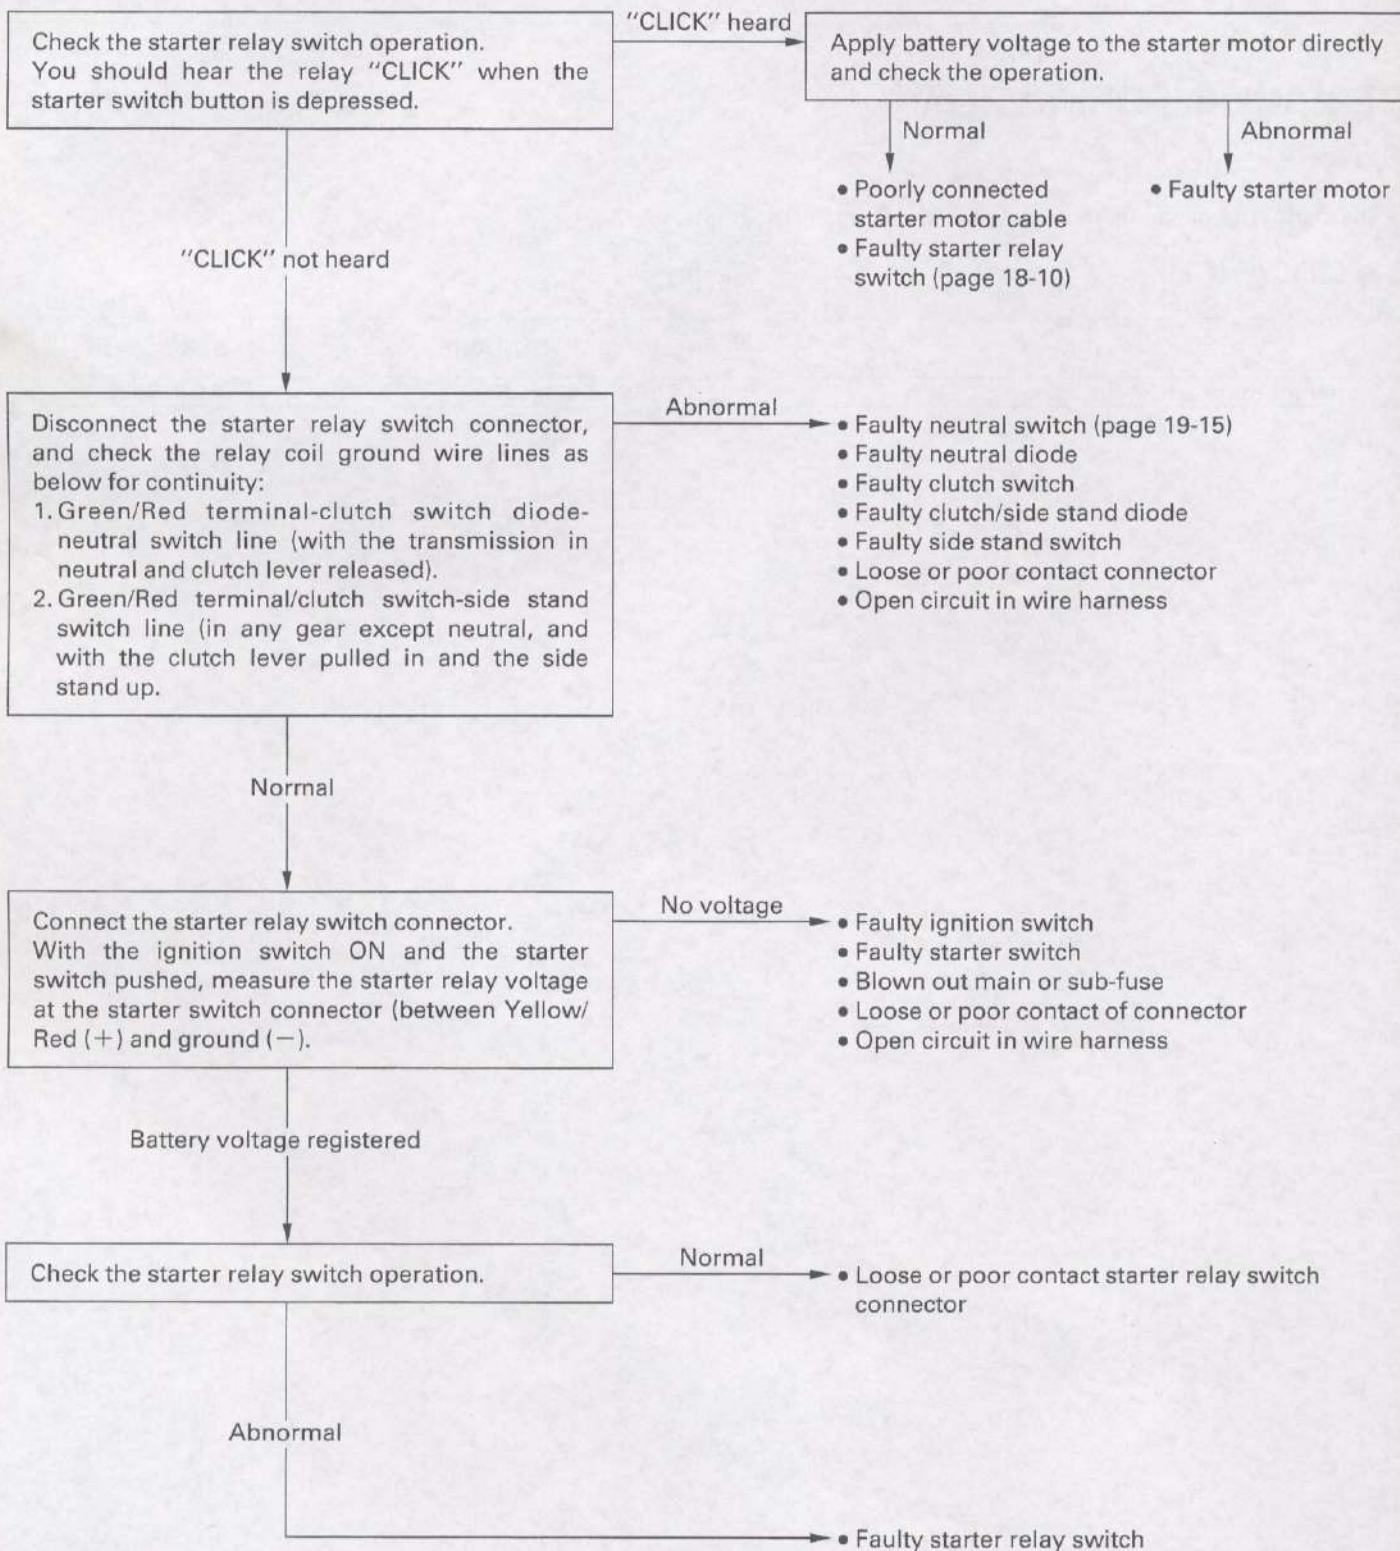 Check the starter relay switch operation.
You should hear the relay "CLICK" when the
starter switch button is depressed.
"CLICK" heard
Apply battery voltage to the starter motor directly
and check the operation.
Normal
Abnormal
• Poorly connected
starter motor cable
• Faulty starter relay
switch (page 18-10)
• Faulty starter motor
"CLICK" not heard
Disconnect the starter relay switch connector,
and check the relay coil ground wire lines as
below for continuity:
1. Green/Red terminal-clutch switch diode-
neutral switch line (with the transmission in
neutral and clutch lever released).
2. Green/Red terminal/clutch switch-side stand
switch line (in any gear except neutral, and
with the clutch lever pulled in and the side
stand up.
Abnormal
• Faulty neutral switch (page 19-15)
• Faulty neutral diode
• Faulty clutch switch
• Faulty clutch/side stand diode
• Faulty side stand switch
• Loose or poor contact connector
• Open circuit in wire harness
Normal
Connect the starter relay switch connector.
With the ignition switch ON and the starter
switch pushed, measure the starter relay voltage
at the starter switch connector (between Yellow/
Red (+) and ground (−).
No voltage
• Faulty ignition switch
• Faulty starter switch
• Blown out main or sub-fuse
• Loose or poor contact of connector
• Open circuit in wire harness
Battery voltage registered
Check the starter relay switch operation.
Normal
• Loose or poor contact starter relay switch
connector
Abnormal
• Faulty starter relay switch